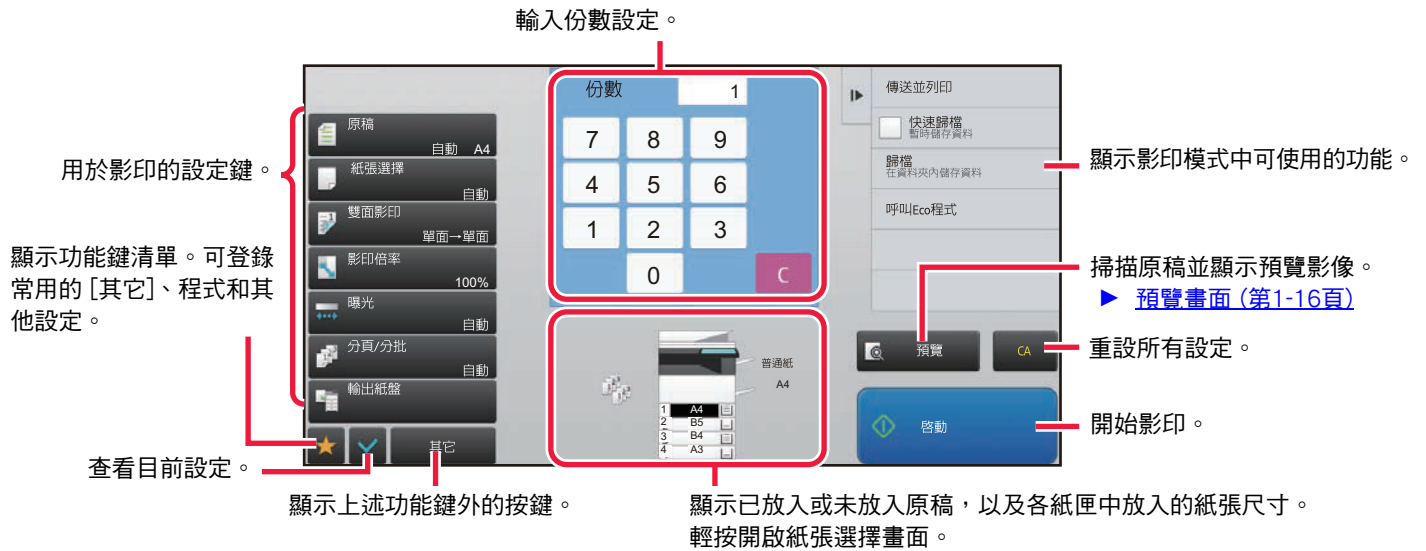 輸入份數設定。
份數 1
7 8 9
4 5 6
1 2 3
0 C
原稿
自動 A4
紙張選擇
自動
雙面影印
單面→單面
影印倍率
100%
曝光
自動
分頁/分批
自動
輸出紙盤
其它
用於影印的設定鍵。
顯示功能鍵清單。可登錄
常用的 [其它]、程式和其
他設定。
查看目前設定。
顯示上述功能鍵外的按鍵。
普通紙
A4
1 A4
2 B5
3 B4
4 A3
顯示已放入或未放入原稿，以及各紙匣中放入的紙張尺寸。
輕按開啟紙張選擇畫面。
傳送並列印
快速歸檔
暫時儲存資料
歸檔
在資料夾內儲存資料
呼叫Eco程式
預覽
CA
啓動
顯示影印模式中可使用的功能。
掃描原稿並顯示預覽影像。
► 預覽畫面 (第1-16頁)
重設所有設定。
開始影印。